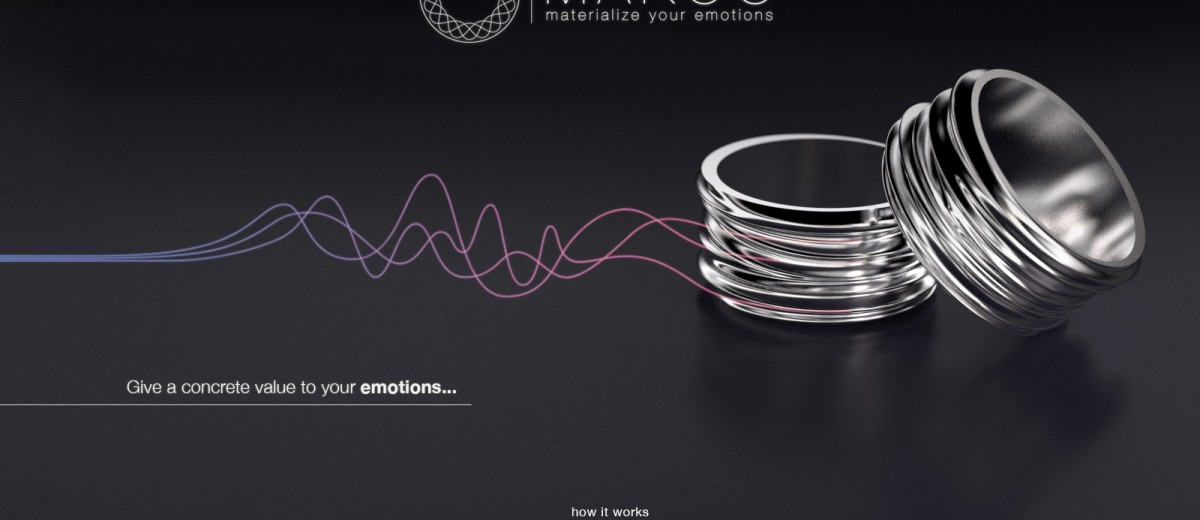 materialize your emotions
Give a concrete value to your emotions...
how it works